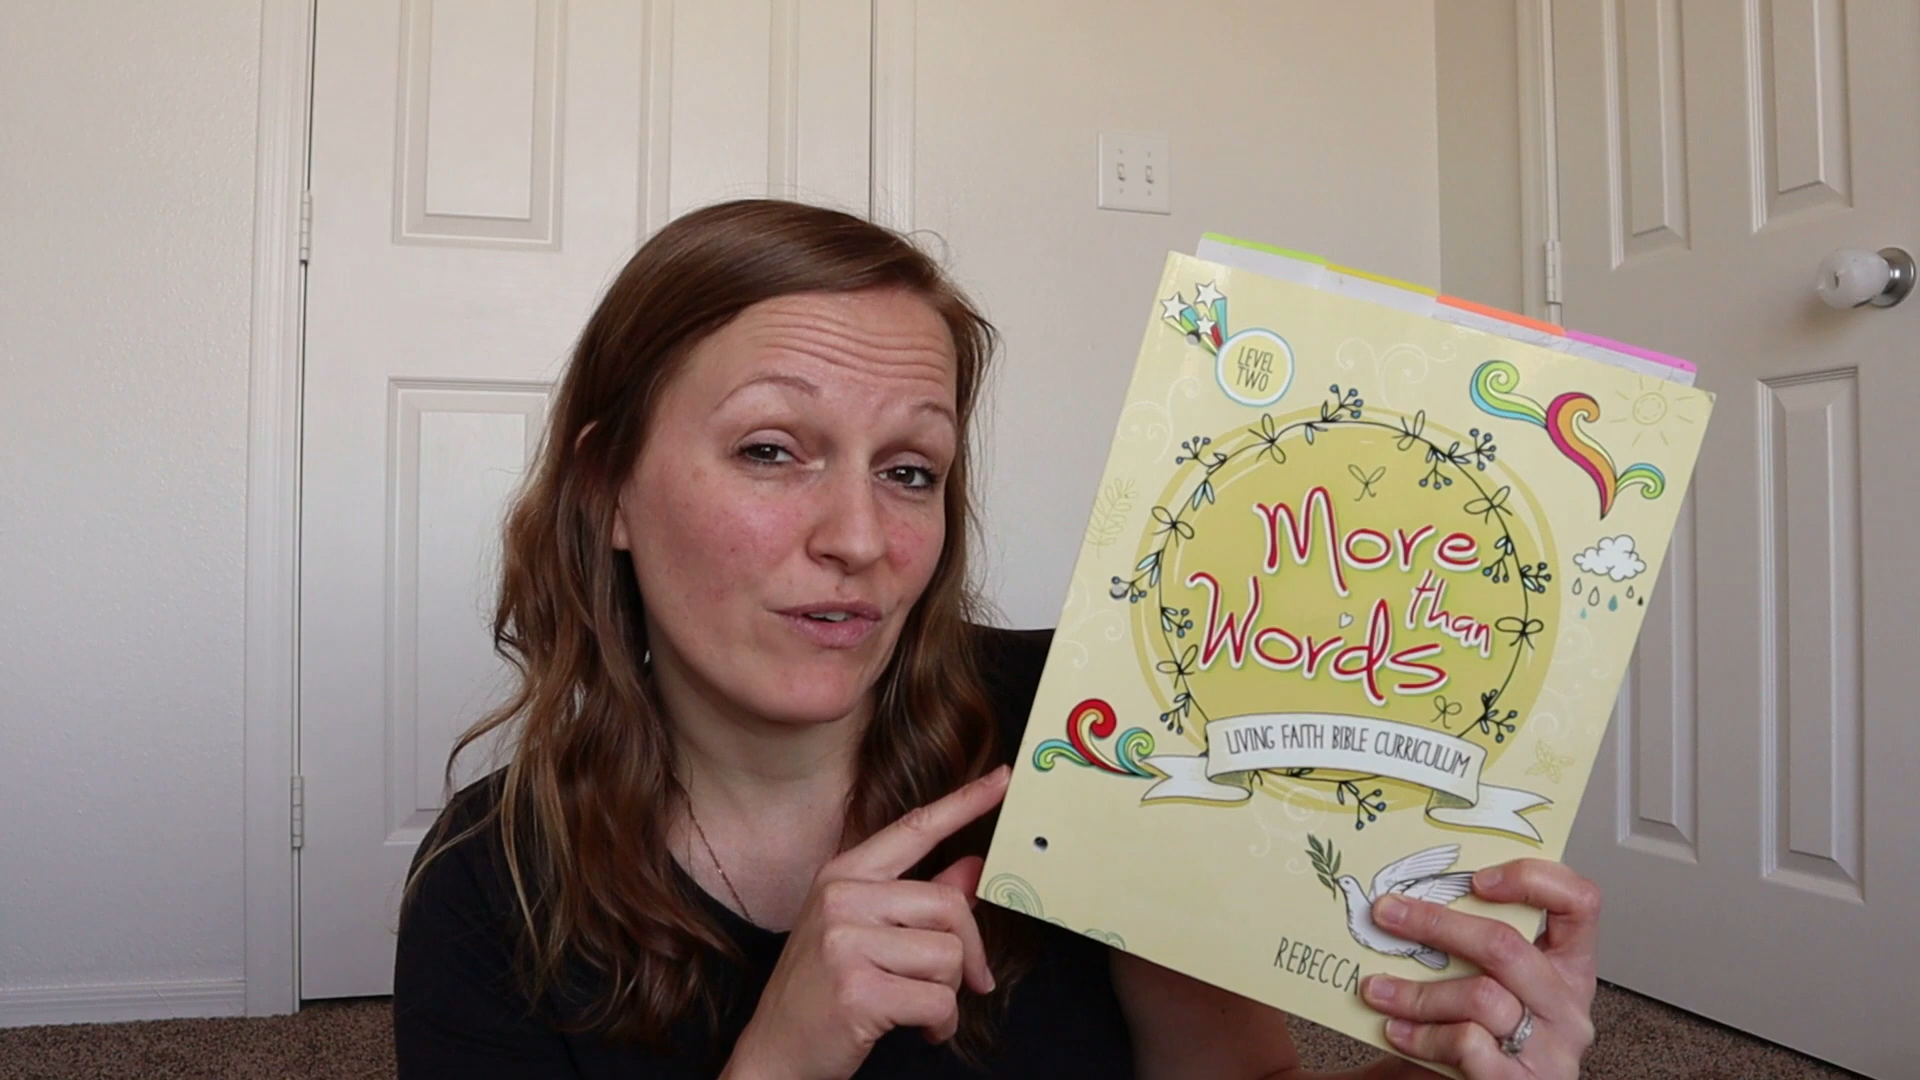 LEVEL
TWO
More
than
Words
LIVING FAITH BIBLE CURRICULUM
REBECCA